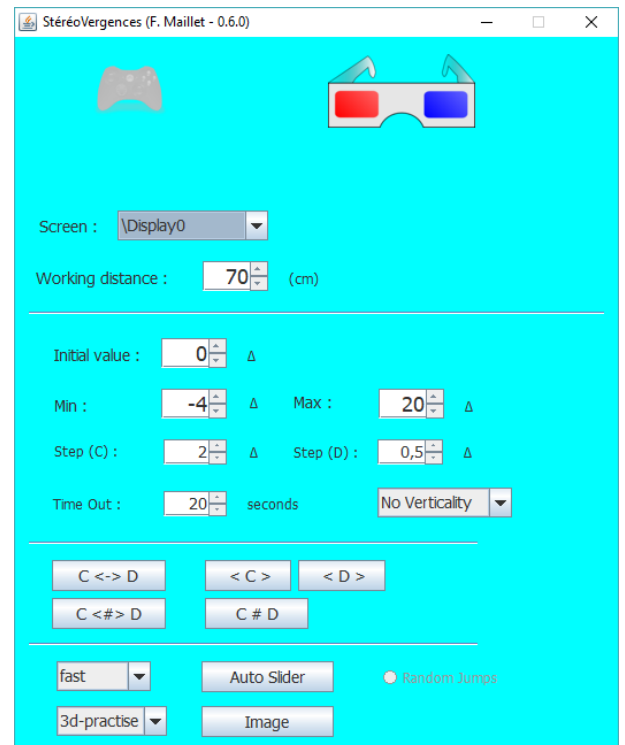 StéréoVergences (F. Maillet - 0.6.0)
Screen : \Display0
Working distance : 70 (cm)
Initial value : 0 Δ
Min : -4 Δ Max : 20 Δ
Step (C) : 2 Δ Step (D) : 0,5 Δ
Time Out : 20 seconds No Verticality
C <-> D < C > < D >
C <#> D C # D
fast Auto Slider Random Jumps
3d-practise Image